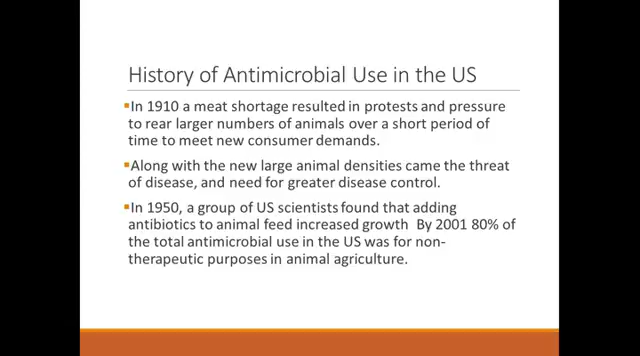 History of Antimicrobial Use in the US
In 1910 a meat shortage resulted in protests and pressure
to rear larger numbers of animals over a short period of
time to meet new consumer demands.
Along with the new large animal densities came the threat
of disease, and need for greater disease control.
In 1950, a group of US scientists found that adding
antibiotics to animal feed increased growth  By 2001 80% of
the total antimicrobial use in the US was for non-
therapeutic purposes in animal agriculture.